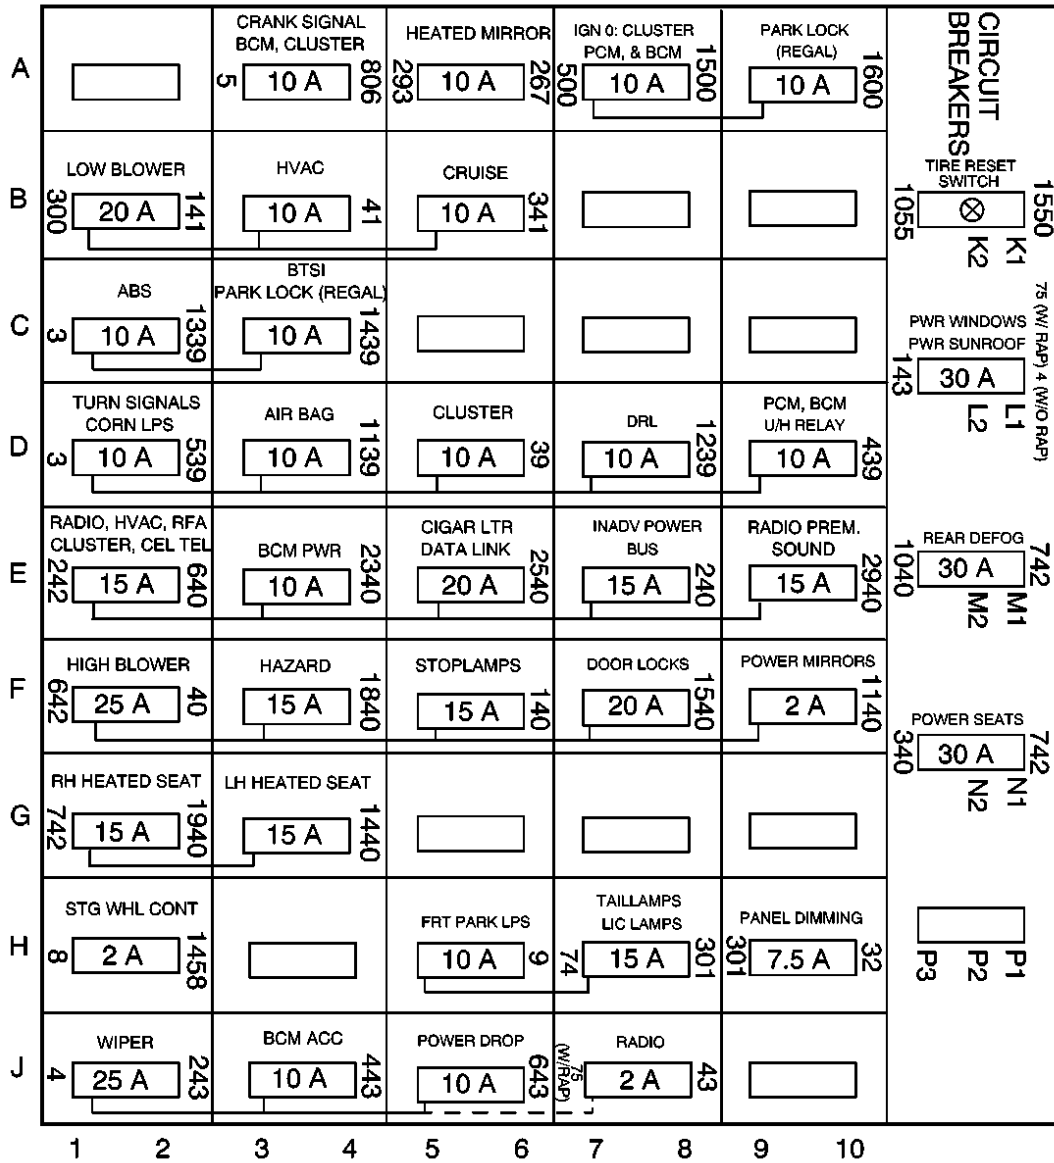 CRANK SIGNAL
BCM, CLUSTER
HEATED MIRROR
IGN 0: CLUSTER
PCM, & BCM
PARK LOCK
(REGAL)
CIRCUIT
BREAKERS
A
5
10 A
806
293
10 A
267
500
10 A
1500
10 A
1600
LOW BLOWER
HVAC
CRUISE
TIRE RESET
SWITCH
B
300
20 A
141
10 A
41
10 A
341
1055
1550
K2
K1
ABS
BTSI
PARK LOCK (REGAL)
C
3
10 A
1339
10 A
1439
PWR WINDOWS
PWR SUNROOF
143
30 A
75 (W/ RAP) 4 (W/O RAP)
L2
L1
TURN SIGNALS
CORN LPS
AIR BAG
CLUSTER
DRL
PCM, BCM
U/H RELAY
D
3
10 A
539
10 A
1139
10 A
39
10 A
1239
10 A
439
RADIO, HVAC, RFA
CLUSTER, CEL TEL
BCM PWR
CIGAR LTR
DATA LINK
INADV POWER
BUS
RADIO PREM.
SOUND
REAR DEFOG
E
242
15 A
640
10 A
2340
20 A
2540
15 A
240
15 A
2940
1040
30 A
742
M2
M1
HIGH BLOWER
HAZARD
STOPLAMPS
DOOR LOCKS
POWER MIRRORS
F
642
25 A
40
15 A
1840
15 A
140
20 A
1540
2 A
1140
POWER SEATS
340
30 A
742
N2
N1
RH HEATED SEAT
LH HEATED SEAT
G
742
15 A
1940
15 A
1440
STG WHL CONT
FRT PARK LPS
TAILLAMPS
LIC LAMPS
PANEL DIMMING
H
8
2 A
1458
10 A
9
74
15 A
301
301
7.5 A
32
P3
P2
P1
WIPER
BCM ACC
POWER DROP
RADIO
J
4
25 A
243
10 A
443
10 A
643
75
(W/RAP)
2 A
43
1 2 3 4 5 6 7 8 9 10